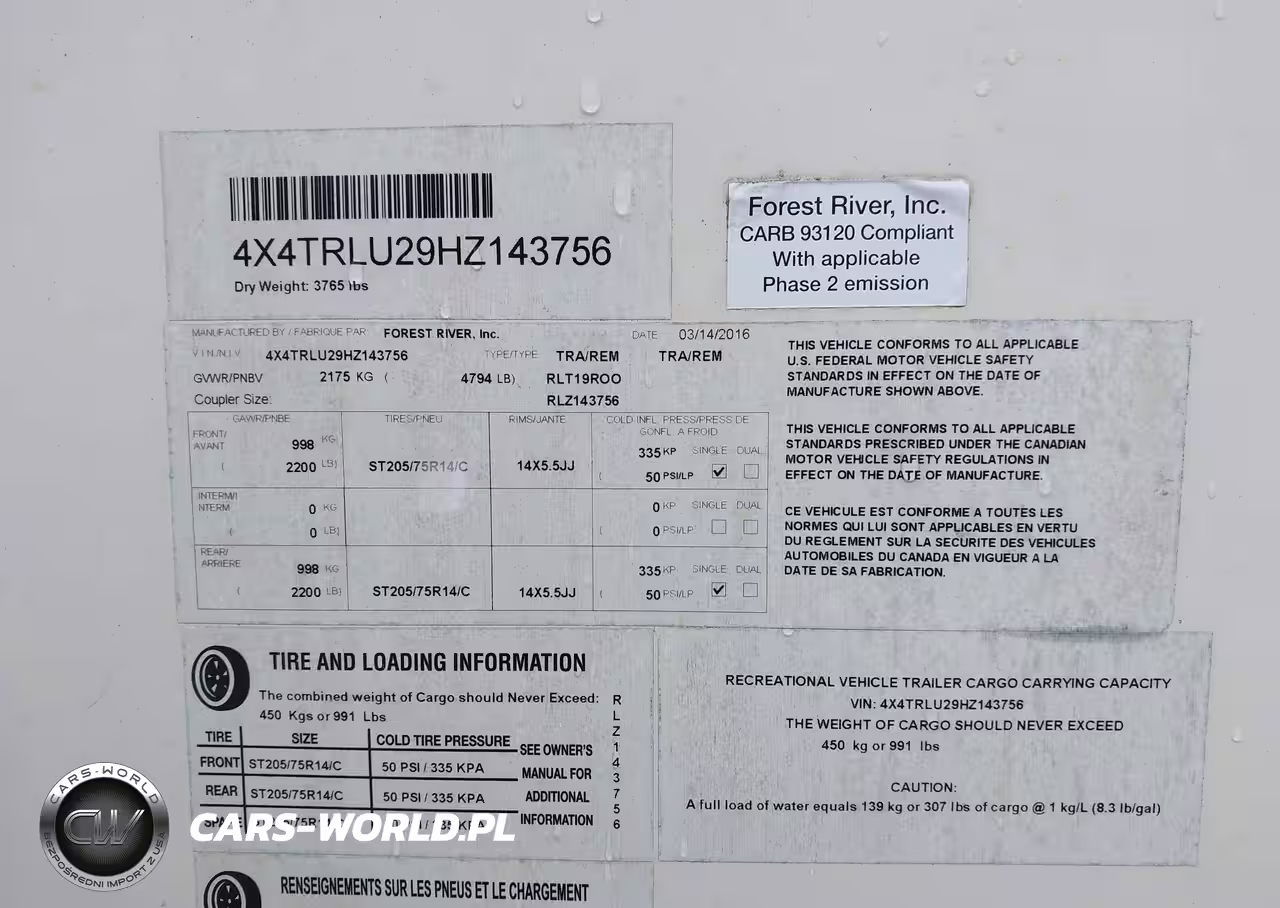 4X4TRLU29HZ143756
Dry Weight: 3765 lbs
Forest River, Inc.
CARB 93120 Compliant
With applicable
Phase 2 emission
MANUFACTURED BY / FABRIQUE PAR FOREST RIVER, Inc. DATE 03/14/2016
V.I.N./N.I.V 4X4TRLU29HZ143756 TYPE/TYPE TRA/REM TRA/REM
GVWR/PNBV 2175 KG ( 4794 LB) RLT19ROO
Coupler Size: RLZ143756
GAWR/PNBE TIRES/PNEU RIMS/JANTE COLD INFL. PRESS/PRESS DE
GONFL. A FROID
FRONT/
AVANT 998 KG 335 KP SINGLE DUAL
( 2200 LB) ST205/75R14/C 14X5.5JJ ( 50 PSI/LP
INTERM/I
NTERM 0 KG 0 KP SINGLE DUAL
( 0 LB) ( 0 PSI/LP
REAR/
ARRIERE 998 KG 335 KP SINGLE DUAL
( 2200 LB) ST205/75R14/C 14X5.5JJ ( 50 PSI/LP
THIS VEHICLE CONFORMS TO ALL APPLICABLE
U.S. FEDERAL MOTOR VEHICLE SAFETY
STANDARDS IN EFFECT ON THE DATE OF
MANUFACTURE SHOWN ABOVE.
THIS VEHICLE CONFORMS TO ALL APPLICABLE
STANDARDS PRESCRIBED UNDER THE CANADIAN
MOTOR VEHICLE SAFETY REGULATIONS IN
EFFECT ON THE DATE OF MANUFACTURE.
CE VEHICULE EST CONFORME A TOUTES LES
NORMES QUI LUI SONT APPLICABLES EN VERTU
DU REGLEMENT SUR LA SECURITE DES VEHICULES
AUTOMOBILES DU CANADA EN VIGUEUR A LA
DATE DE SA FABRICATION.
TIRE AND LOADING INFORMATION
The combined weight of Cargo should Never Exceed:
450 Kgs or 991 Lbs
TIRE SIZE COLD TIRE PRESSURE
FRONT ST205/75R14/C 50 PSI / 335 KPA
REAR ST205/75R14/C 50 PSI / 335 KPA
SEE OWNER'S
MANUAL FOR
ADDITIONAL
INFORMATION
RLZ143756
RECREATIONAL VEHICLE TRAILER CARGO CARRYING CAPACITY
VIN: 4X4TRLU29HZ143756
THE WEIGHT OF CARGO SHOULD NEVER EXCEED
450 kg or 991 lbs
CAUTION:
A full load of water equals 139 kg or 307 lbs of cargo @ 1 kg/L (8.3 lb/gal)
RENSEIGNEMENTS SUR LES PNEUS ET LE CHARGEMENT
CARS-WORLD
CW
BEZPOŚREDNI IMPORT Z USA
CARS-WORLD.PL